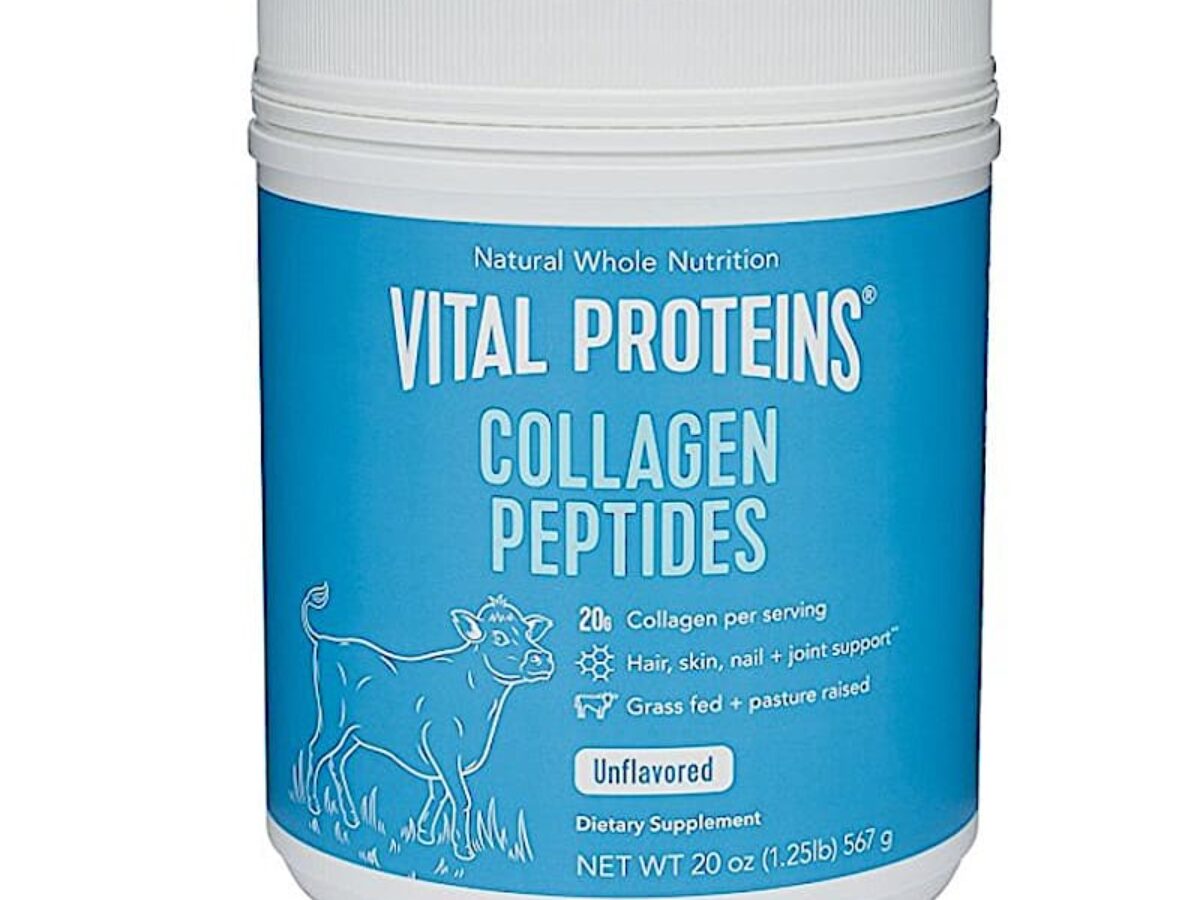 Natural Whole Nutrition
VITAL PROTEINS®
COLLAGEN
PEPTIDES
20G Collagen per serving
Hair, skin, nail + joint support**
Grass fed + pasture raised
Unflavored
Dietary Supplement
NET WT 20 oz (1.25lb) 567 g